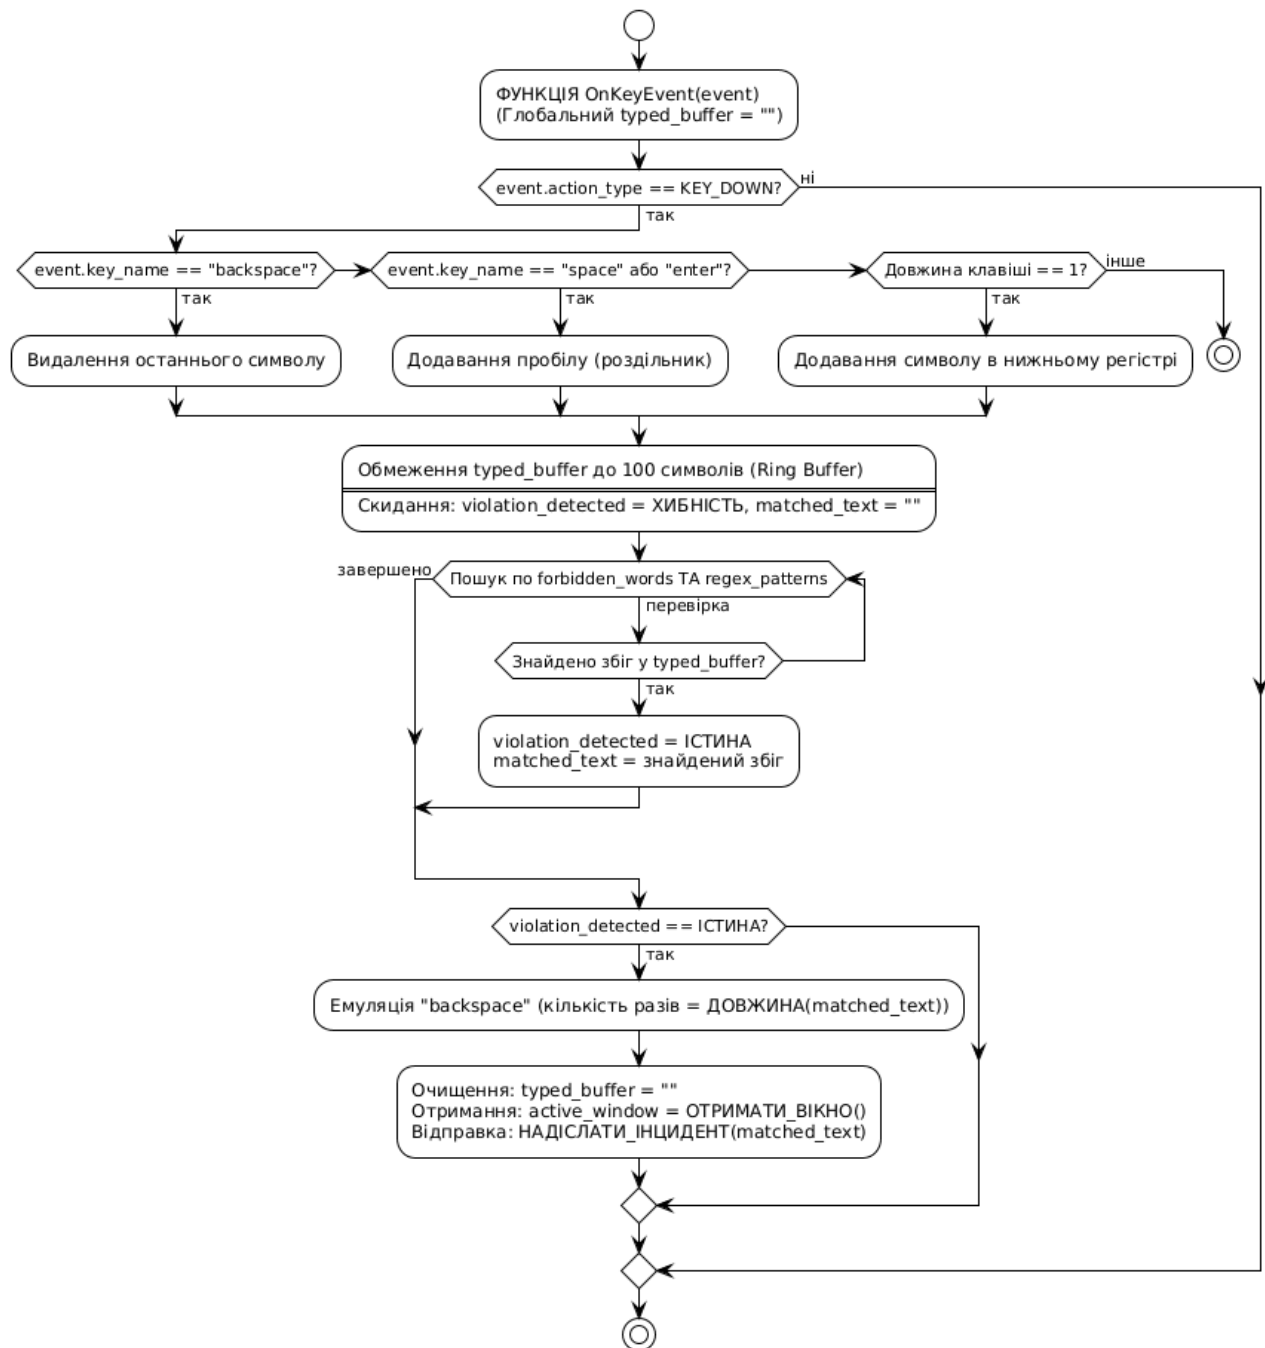 ФУНКЦІЯ OnKeyEvent(event)
(Глобальний typed_buffer = "")
event.action_type == KEY_DOWN?
ні
так
event.key_name == "backspace"?
event.key_name == "space" або "enter"?
Довжина клавіші == 1?
інше
так
так
так
Видалення останнього символу
Додавання пробілу (роздільник)
Додавання символу в нижньому регістрі
Обмеження typed_buffer до 100 символів (Ring Buffer)
Скидання: violation_detected = ХИБНІСТЬ, matched_text = ""
завершено
Пошук по forbidden_words ТА regex_patterns
перевірка
Знайдено збіг у typed_buffer?
так
violation_detected = ІСТИНА
matched_text = знайдений збіг
violation_detected == ІСТИНА?
так
Емуляція "backspace" (кількість разів = ДОВЖИНА(matched_text))
Очищення: typed_buffer = ""
Отримання: active_window = ОТРИМАТИ_ВІКНО()
Відправка: НАДІСЛАТИ_ІНЦИДЕНТ(matched_text)